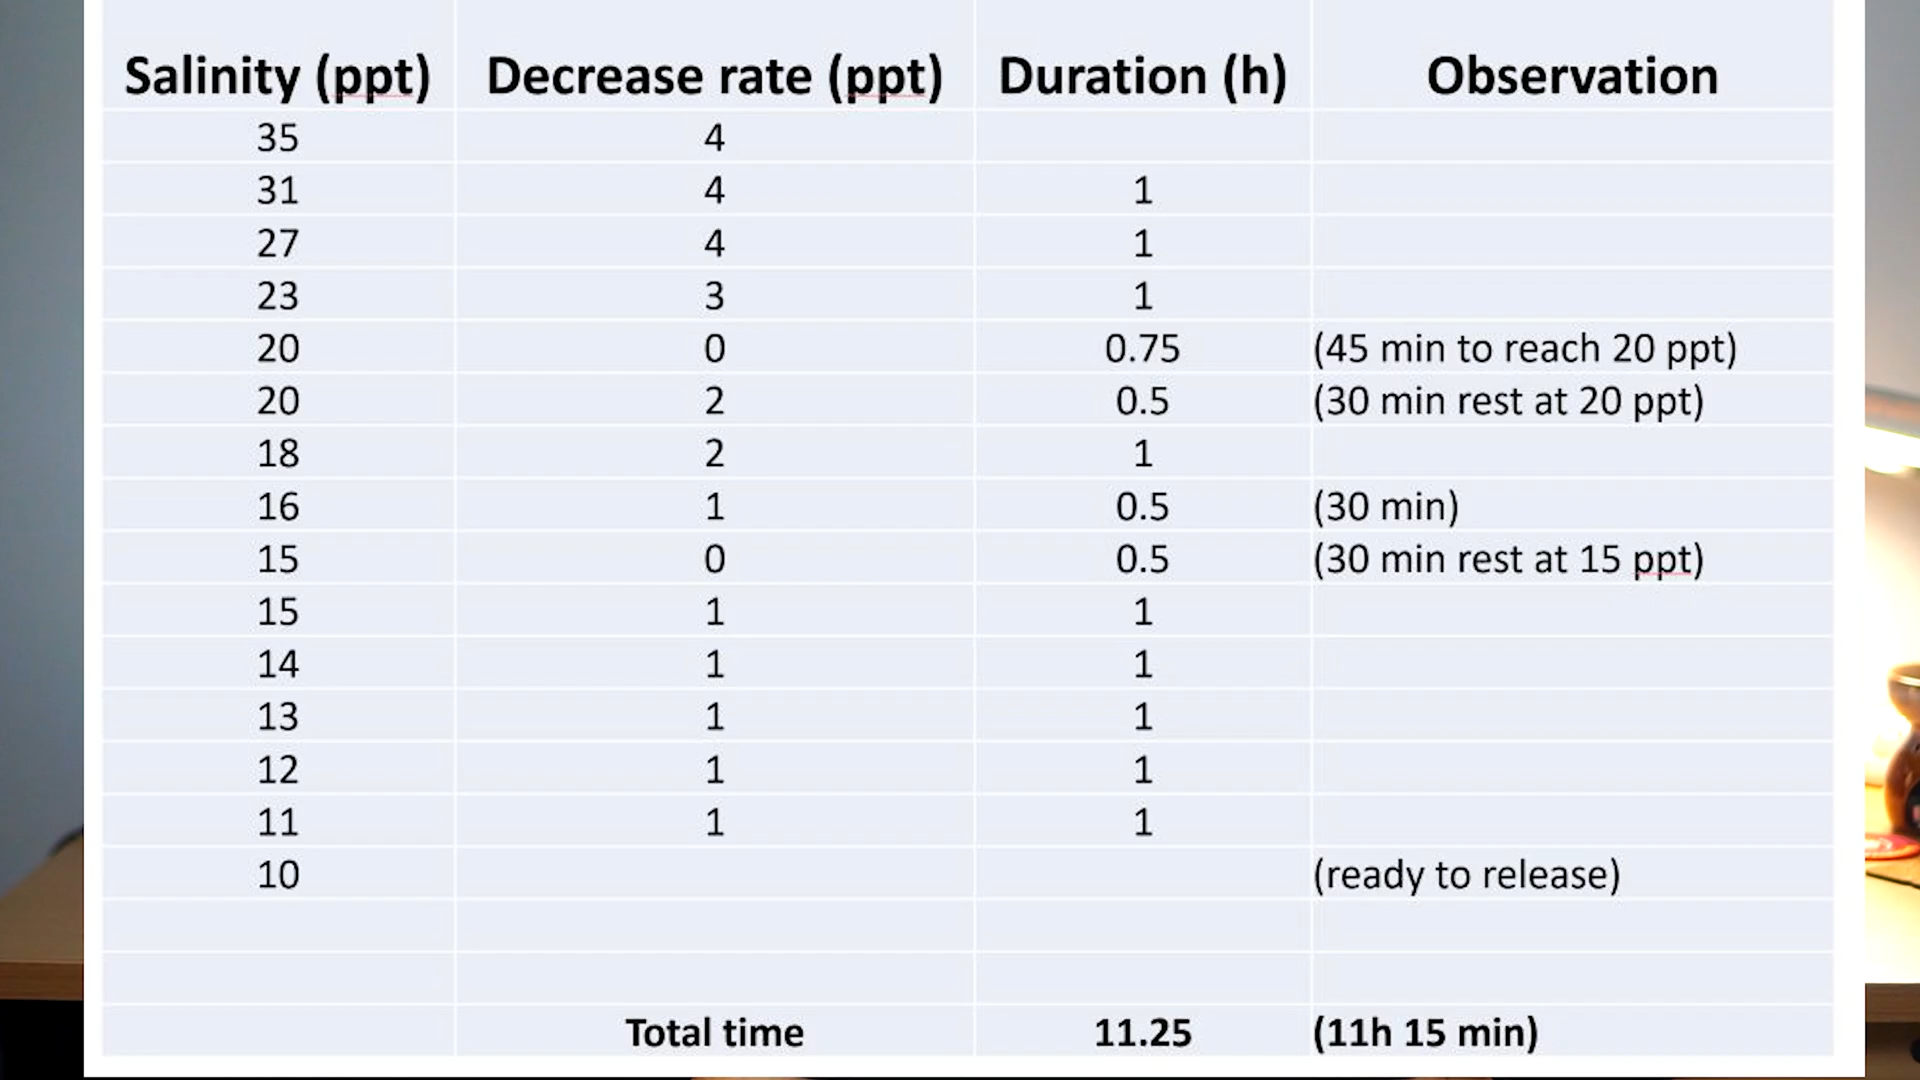 Salinity (ppt) Decrease rate (ppt) Duration (h) Observation
35 4
31 4 1
27 4 1
23 3 1
20 0 0.75 (45 min to reach 20 ppt)
20 2 0.5 (30 min rest at 20 ppt)
18 2 1
16 1 0.5 (30 min)
15 0 0.5 (30 min rest at 15 ppt)
15 1 1
14 1 1
13 1 1
12 1 1
11 1 1
10 (ready to release)
Total time 11.25 (11h 15 min)